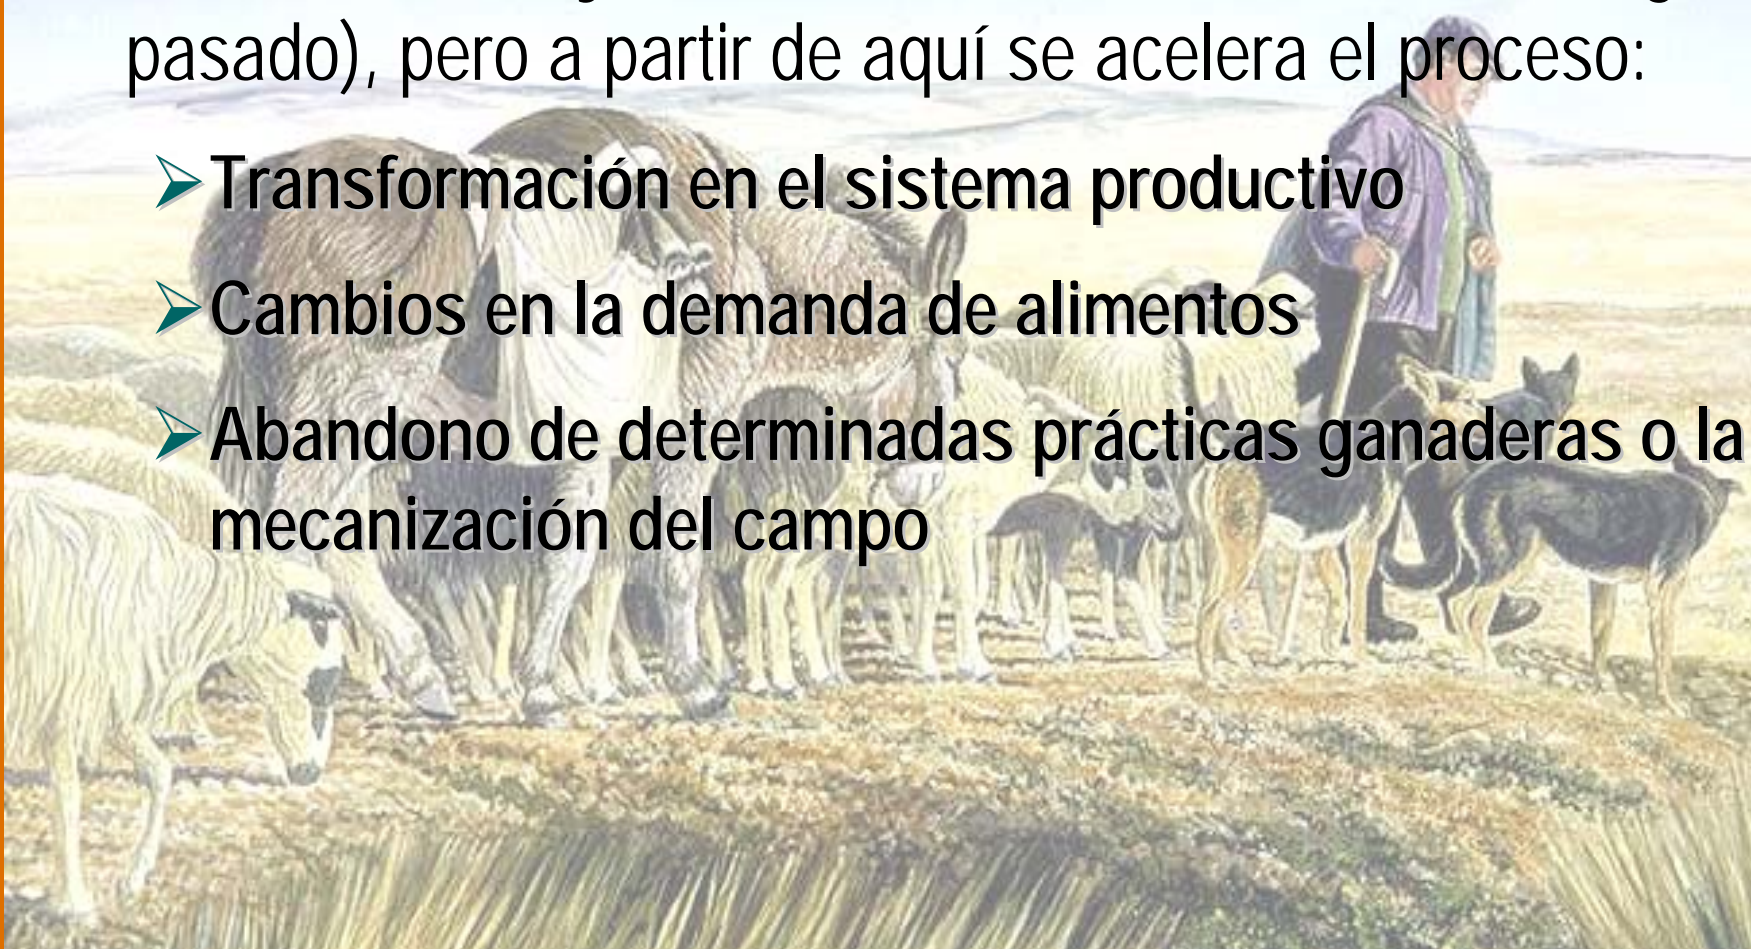 pasado), pero a partir de aquí se acelera el proceso:
➢Transformación en el sistema productivo
➢Cambios en la demanda de alimentos
➢Abandono de determinadas prácticas ganaderas o la
mecanización del campo